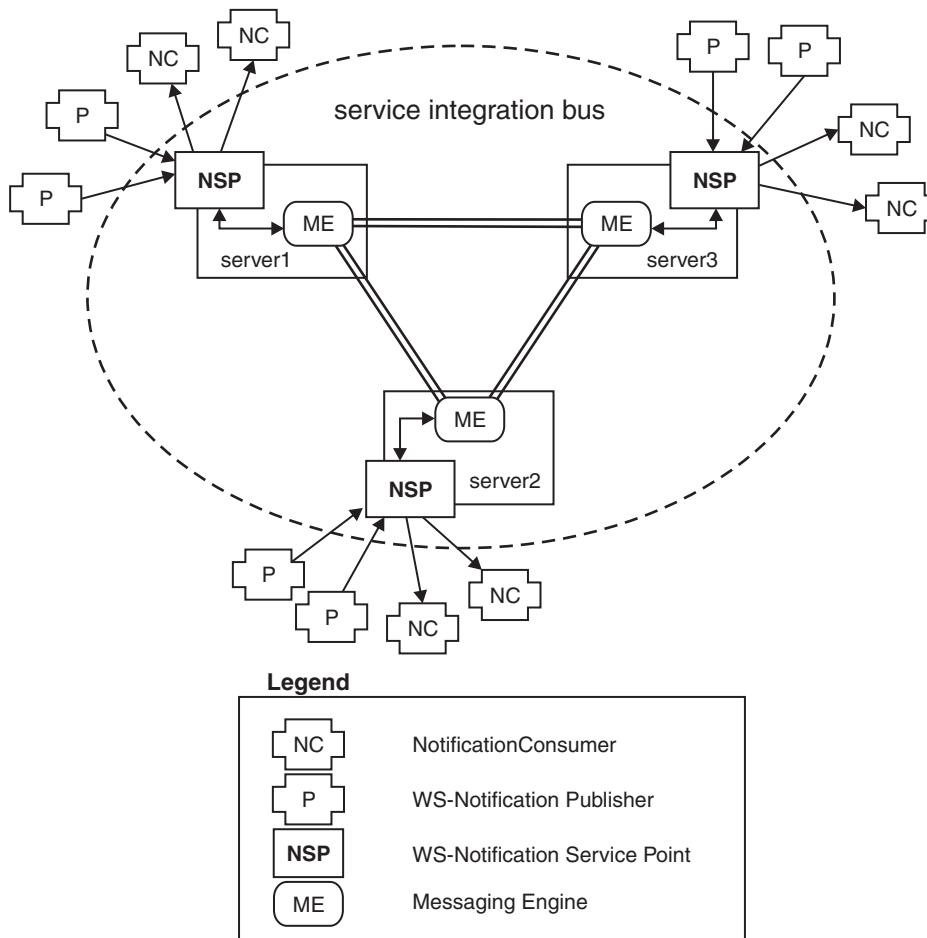 NC
NC
P
P
service integration bus
P
P
NC
NC
NSP
ME
server1
NSP
ME
server3
ME
NSP
server2
P
P
NC
NC
Legend
NC NotificationConsumer
P WS-Notification Publisher
NSP WS-Notification Service Point
ME Messaging Engine